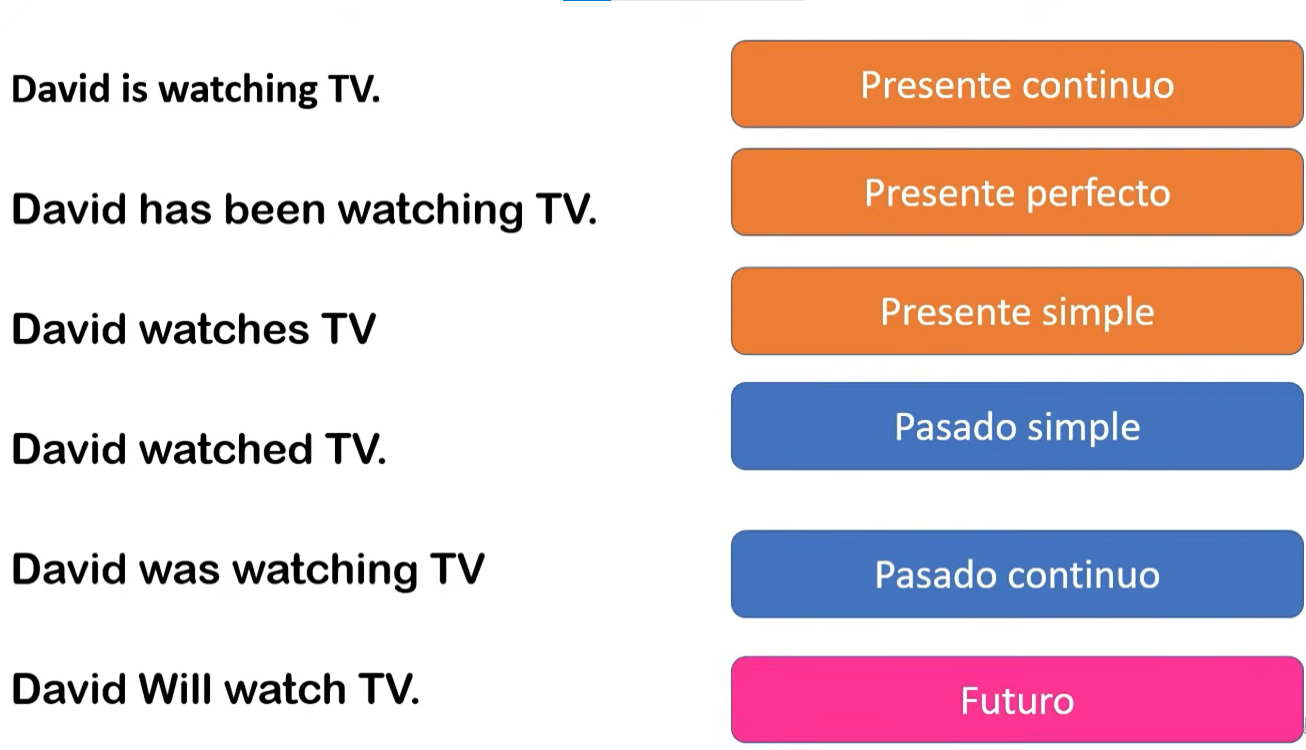 David is watching TV.
Presente continuo
David has been watching TV.
Presente perfecto
David watches TV
Presente simple
David watched TV.
Pasado simple
David was watching TV
Pasado continuo
David Will watch TV.
Futuro